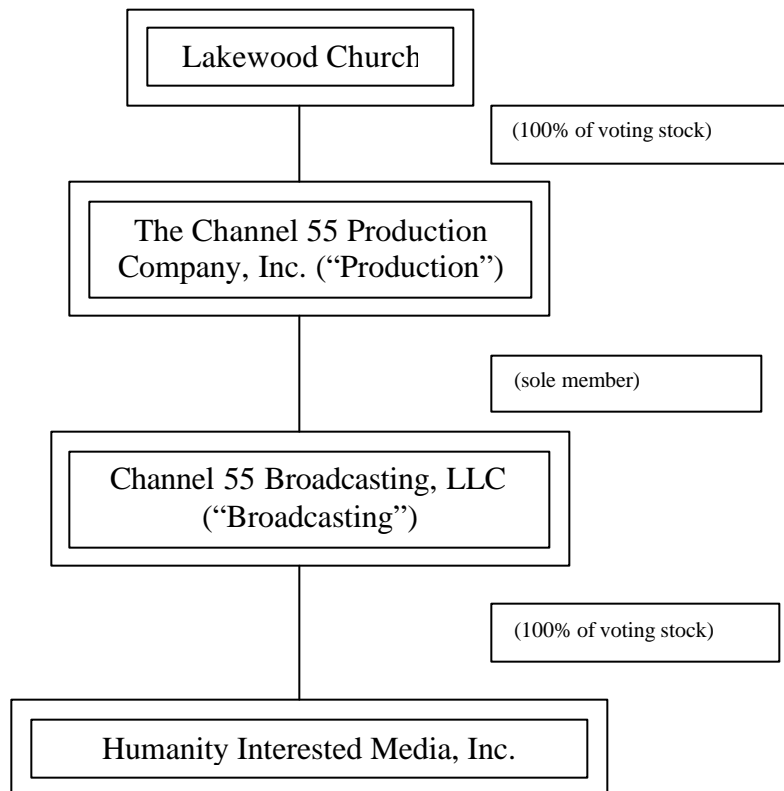 Lakewood Church
(100% of voting stock)
The Channel 55 Production
Company, Inc. (“Production”)
(sole member)
Channel 55 Broadcasting, LLC
(“Broadcasting”)
(100% of voting stock)
Humanity Interested Media, Inc.